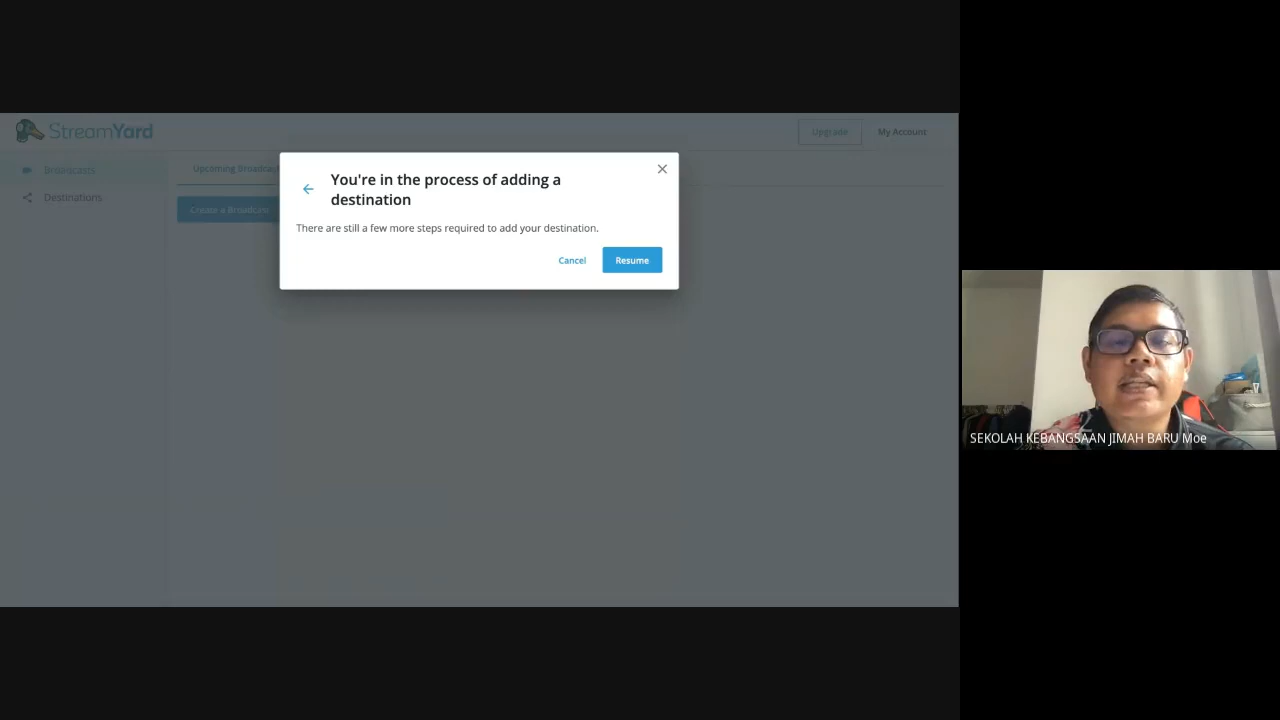 StreamYard
Upgrade
My Account
Broadcasts
Destinations
Upcoming
Create a Broadcast
You're in the process of adding a
destination
There are still a few more steps required to add your destination.
Cancel
Resume
SEKOLAH KEBANGSAAN JIMAH BARU Moe